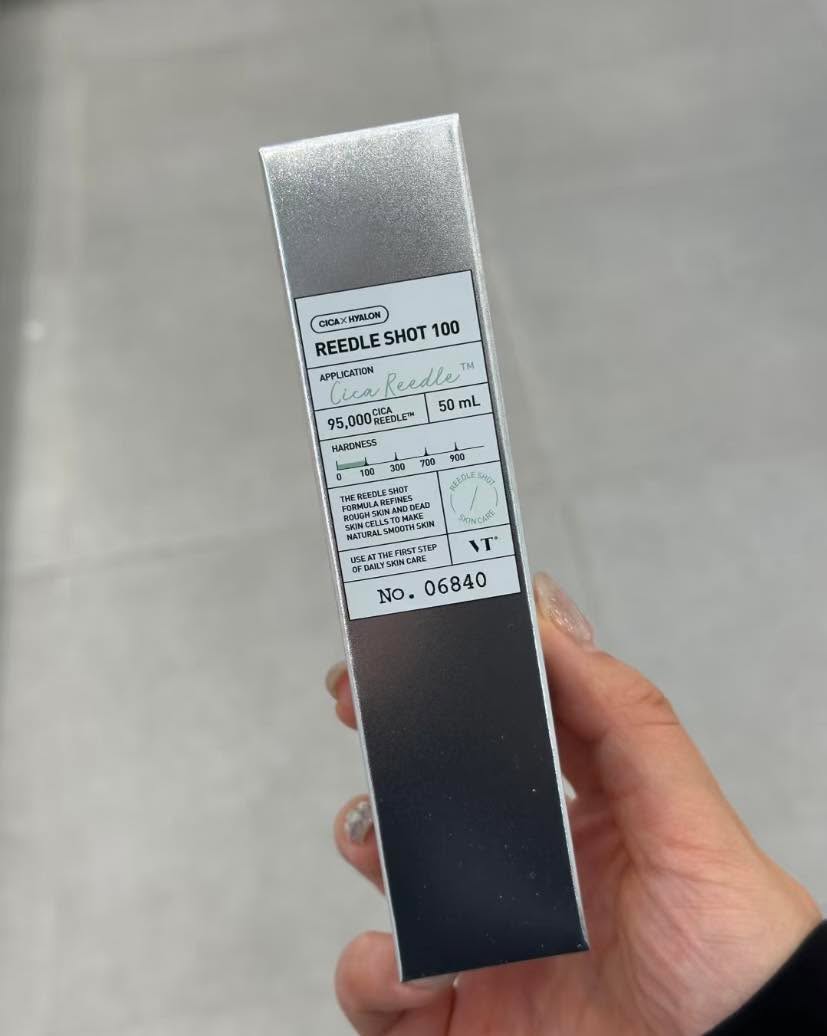 CICA×HYALON
REEDLE SHOT 100
APPLICATION
Cica Reedle™
95,000 CICA REEDLE™
50 mL
HARDNESS
0 100 300 700 900
THE REEDLE SHOT
FORMULA REFINES
ROUGH SKIN AND DEAD
SKIN CELLS TO MAKE
NATURAL SMOOTH SKIN
REEDLE SHOT
SKIN CARE
USE AT THE FIRST STEP
OF DAILY SKIN CARE
VT®
No. 06840